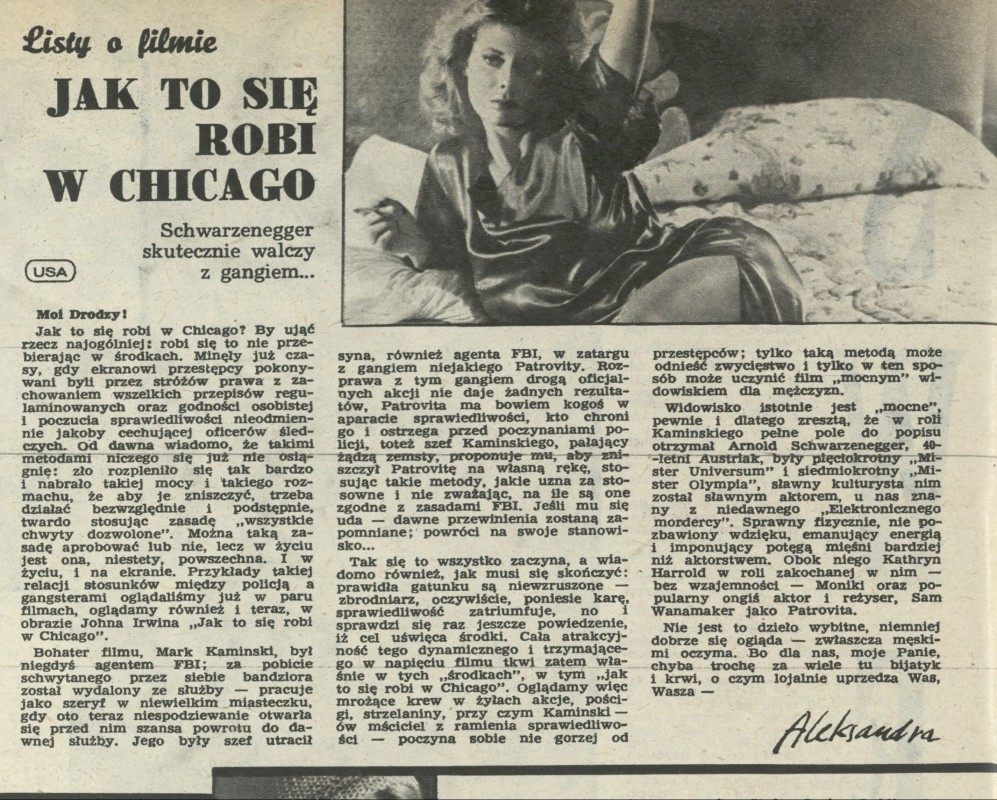 Listy o filmie
JAK TO SIĘ
ROBI
W CHICAGO
Schwarzenegger
skutecznie walczy
z gangiem...
USA
Moi Drodzy!
Jak to się robi w Chicago? By ująć
rzecz najogólniej: robi się to nie prze-
bierając w środkach. Minęły już cza-
sy, gdy ekranowi przestępcy pokony-
wani byli przez stróżów prawa z za-
chowaniem wszelkich przepisów regu-
laminowanych oraz godności osobistej
i poczucia sprawiedliwości nieodmien-
nie jakoby cechującej oficerów śled-
czych. Od dawna wiadomo, że takimi
metodami niczego się już nie osią-
gnie: zło rozpleniło się tak bardzo
i nabrało takiej mocy i takiego roz-
machu, że aby je zniszczyć, trzeba
działać bezwzględnie i podstępnie,
twardo stosując zasadę „wszystkie
chwyty dozwolone”. Można taką za-
sadę aprobować lub nie, lecz w życiu
jest ona, niestety, powszechna. I w
życiu, i na ekranie. Przykłady takiej
relacji stosunków między policją a
gangsterami oglądaliśmy już w paru
filmach, oglądamy również i teraz, w
obrazie Johna Irwina „Jak to się robi
w Chicago”.
Bohater filmu, Mark Kaminski, był
niegdyś agentem FBI; za pobicie
schwytanego przez siebie bandziora
został wydalony ze służby — pracuje
jako szeryf w niewielkim miasteczku,
gdy oto teraz niespodziewanie otwarła
się przed nim szansa powrotu do da-
wnej służby. Jego były szef utracił
syna, również agenta FBI, w zatargu
z gangiem niejakiego Patrovity. Roz-
prawa z tym gangiem drogą oficjal-
nych akcji nie daje żadnych rezulta-
tów, Patrovita ma bowiem kogoś w
aparacie sprawiedliwości, kto chroni
go i ostrzega przed poczynaniami po-
licji, toteż szef Kaminskiego, pałający
żądzą zemsty, proponuje mu, aby zni-
szczył Patrovitę na własną rękę, sto-
sując takie metody, jakie uzna za sto-
sowne i nie zważając, na ile są one
zgodne z zasadami FBI. Jeśli mu się
uda — dawne przewinienia zostaną za-
pomniane; powróci na swoje stanowi-
sko...
Tak się to wszystko zaczyna, a wia-
domo również, jak musi się skończyć:
prawidła gatunku są niewzruszone —
zbrodniarz, oczywiście, poniesie karę,
sprawiedliwość zatriumfuje, no i
sprawdzi się raz jeszcze powiedzenie,
iż cel uświęca środki. Cała atrakcyj-
ność tego dynamicznego i trzymające-
go w napięciu filmu tkwi zatem wła-
śnie w tych „środkach”, w tym „jak
to się robi w Chicago”. Oglądamy więc
mrożące krew w żyłach akcje, pości-
gi, strzelaniny, przy czym Kaminski —
ów mściciel z ramienia sprawiedliwo-
ści — poczyna sobie nie gorzej od
przestępców; tylko taką metodą może
odnieść zwycięstwo i tylko w ten spo-
sób może uczynić film „mocnym” wi-
dowiskiem dla mężczyzn.
Widowisko istotnie jest „mocne”,
pewnie i dlatego zresztą, że w roli
Kaminskiego pełne pole do popisu
otrzymał Arnold Schwarzenegger, 40-
-letni Austriak, były pięciokrotny „Mi-
ster Universum” i siedmiokrotny „Mi-
ster Olympia”, sławny kulturysta nim
został sławnym aktorem, u nas zna-
ny z niedawnego „Elektronicznego
mordercy”. Sprawny fizycznie, nie po-
zbawiony wdzięku, emanujący energią
i imponujący potęgą mięśni bardziej
niż aktorstwem. Obok niego Kathryn
Harrold w roli zakochanej w nim —
bez wzajemności — Moniki oraz po-
pularny ongiś aktor i reżyser, Sam
Wanamaker jako Patrovita.
Nie jest to dzieło wybitne, niemniej
dobrze się ogląda — zwłaszcza męski-
mi oczyma. Bo dla nas, moje Panie,
chyba trochę za wiele tu bijatyk
i krwi, o czym lojalnie uprzedza Was,
Wasza —
Aleksandra